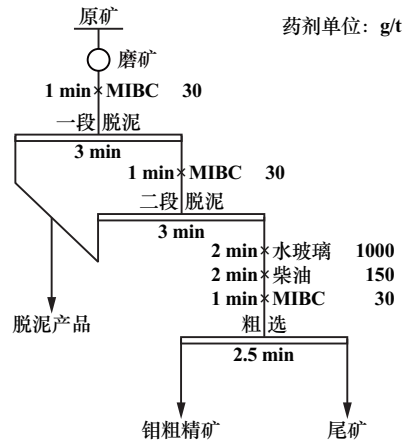 原矿
药剂单位：g/t
磨矿
1 min × MIBC 30
一段 脱泥
3 min
1 min × MIBC 30
二段 脱泥
3 min
2 min × 水玻璃 1000
2 min × 柴油 150
1 min × MIBC 30
脱泥产品
粗 选
2.5 min
钼粗精矿
尾矿